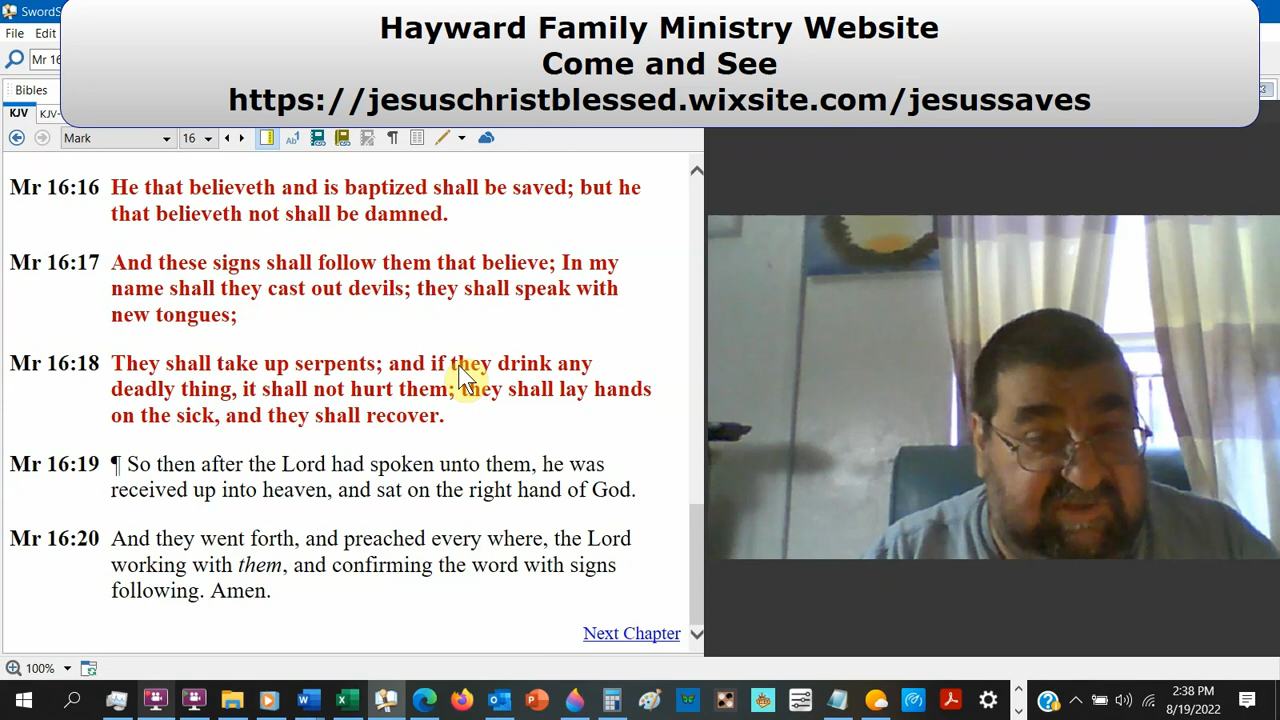 SwordS
Hayward Family Ministry Website
Come and See
https://jesuschristblessed.wixsite.com/jesussaves
File Edit
Mr 16
Bibles
KJV KJV-
Mark 16
Mr 16:16 He that believeth and is baptized shall be saved; but he
that believeth not shall be damned.
Mr 16:17 And these signs shall follow them that believe; In my
name shall they cast out devils; they shall speak with
new tongues;
Mr 16:18 They shall take up serpents; and if they drink any
deadly thing, it shall not hurt them; they shall lay hands
on the sick, and they shall recover.
Mr 16:19 ¶ So then after the Lord had spoken unto them, he was
received up into heaven, and sat on the right hand of God.
Mr 16:20 And they went forth, and preached every where, the Lord
working with them, and confirming the word with signs
following. Amen.
Next Chapter
100%
2:38 PM
8/19/2022